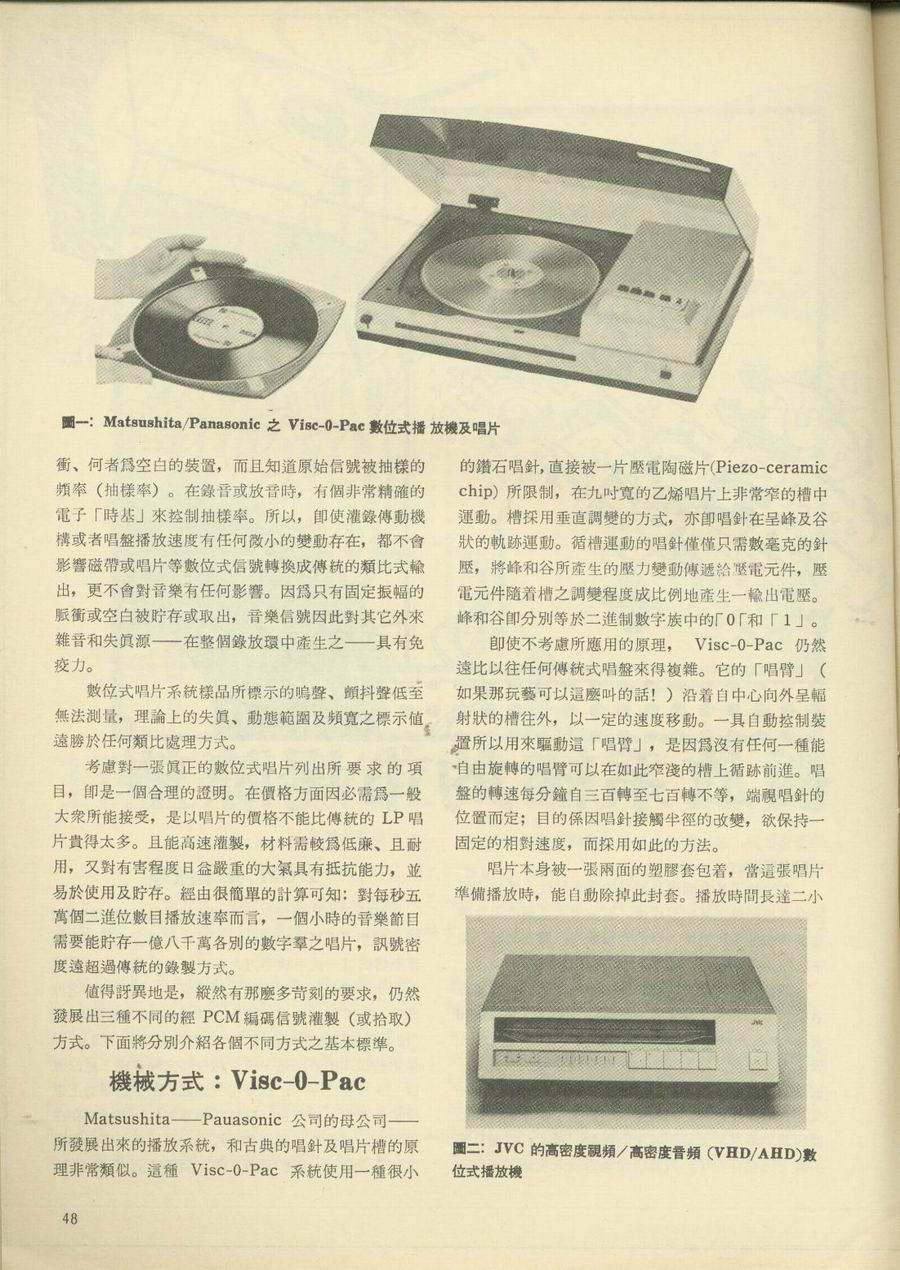 圖一：Matsushita/Panasonic 之 Visc-0-Pac 數位式播放機及唱片
衝、何者爲空白的裝置，而且知道原始信號被抽樣的
頻率（抽樣率）。在錄音或放音時，有個非常精確的
電子「時基」來控制抽樣率。所以，卽使灌錄傳動機
構或者唱盤播放速度有任何微小的變動存在，都不會
影響磁帶或唱片等數位式信號轉換成傳統的類比式輸
出，更不會對音樂有任何影響。因爲只有固定振幅的
脈衝或空白被貯存或取出，音樂信號因此對其它外來
雜音和失眞源——在整個錄放環中產生之——具有免
疫力。
數位式唱片系統樣品所標示的嗚聲、顫抖聲低至
無法測量，理論上的失眞、動態範圍及頻寬之標示値
遠勝於任何類比處理方式。
考慮對一張眞正的數位式唱片列出所要求的項
目，卽是一個合理的證明。在價格方面因必需爲一般
大衆所能接受，是以唱片的價格不能比傳統的 LP 唱
片貴得太多。且能高速灌製，材料需較爲低廉、且耐
用，又對有害程度日益嚴重的大氣具有抵抗能力，並
易於使用及貯存。經由很簡單的計算可知：對每秒五
萬個二進位數目播放速率而言，一個小時的音樂節目
需要能貯存一億八千萬各別的數字羣之唱片，訊號密
度遠超過傳統的錄製方式。
値得訝異地是，縱然有那麼多苛刻的要求，仍然
發展出三種不同的經 PCM 編碼信號灌製（或拾取）
方式。下面將分別介紹各個不同方式之基本標準。
機械方式：Visc-0-Pac
Matsushita——Pauasonic 公司的母公司——
所發展出來的播放系統，和古典的唱針及唱片槽的原
理非常類似。這種 Visc-0-Pac 系統使用一種很小
的鑽石唱針，直接被一片壓電陶磁片(Piezo-ceramic
chip) 所限制，在九吋寬的乙烯唱片上非常窄的槽中
運動。槽採用垂直調變的方式，亦卽唱針在呈峰及谷
狀的軌跡運動。循槽運動的唱針僅僅只需數毫克的針
壓，將峰和谷所產生的壓力變動傳遞給壓電元件，壓
電元件隨着槽之調變程度成比例地產生一輸出電壓。
峰和谷卽分別等於二進制數字族中的「0「和「1」。
卽使不考慮所應用的原理， Visc-0-Pac 仍然
遠比以往任何傳統式唱盤來得複雜。它的「唱臂」（
如果那玩藝可以這麼叫的話！）沿着自中心向外呈輻
射狀的槽往外，以一定的速度移動。一具自動控制裝
置所以用來驅動這「唱臂」，是因爲沒有任何一種能
自由旋轉的唱臂可以在如此窄淺的槽上循跡前進。唱
盤的轉速每分鐘自三百轉至七百轉不等，端視唱針的
位置而定；目的係因唱針接觸半徑的改變，欲保持一
固定的相對速度，而採用如此的方法。
唱片本身被一張兩面的塑膠套包着，當這張唱片
準備播放時，能自動除掉此封套。播放時間長達二小
JVC
圖二：JVC 的高密度視頻／高密度音頻 (VHD/AHD)數
位式播放機
48